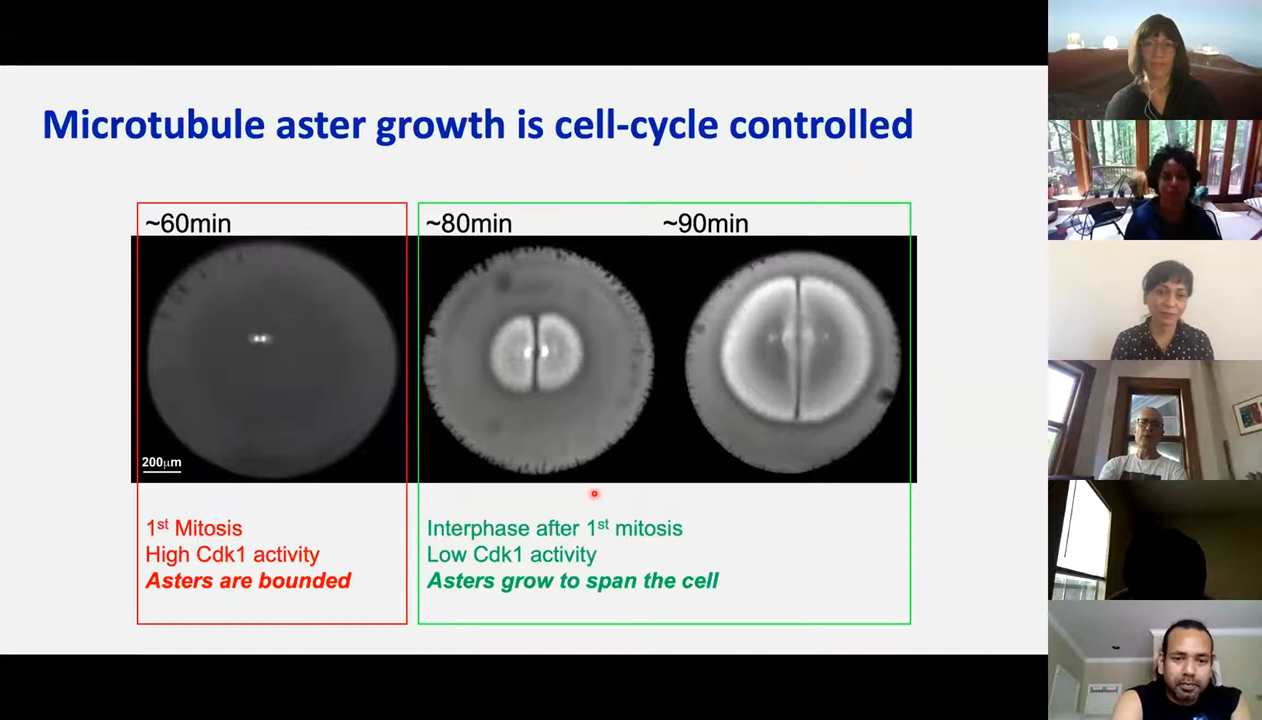 Microtubule aster growth is cell-cycle controlled
~60min
~80min
~90min
200μm
1st Mitosis
High Cdk1 activity
Asters are bounded
Interphase after 1st mitosis
Low Cdk1 activity
Asters grow to span the cell